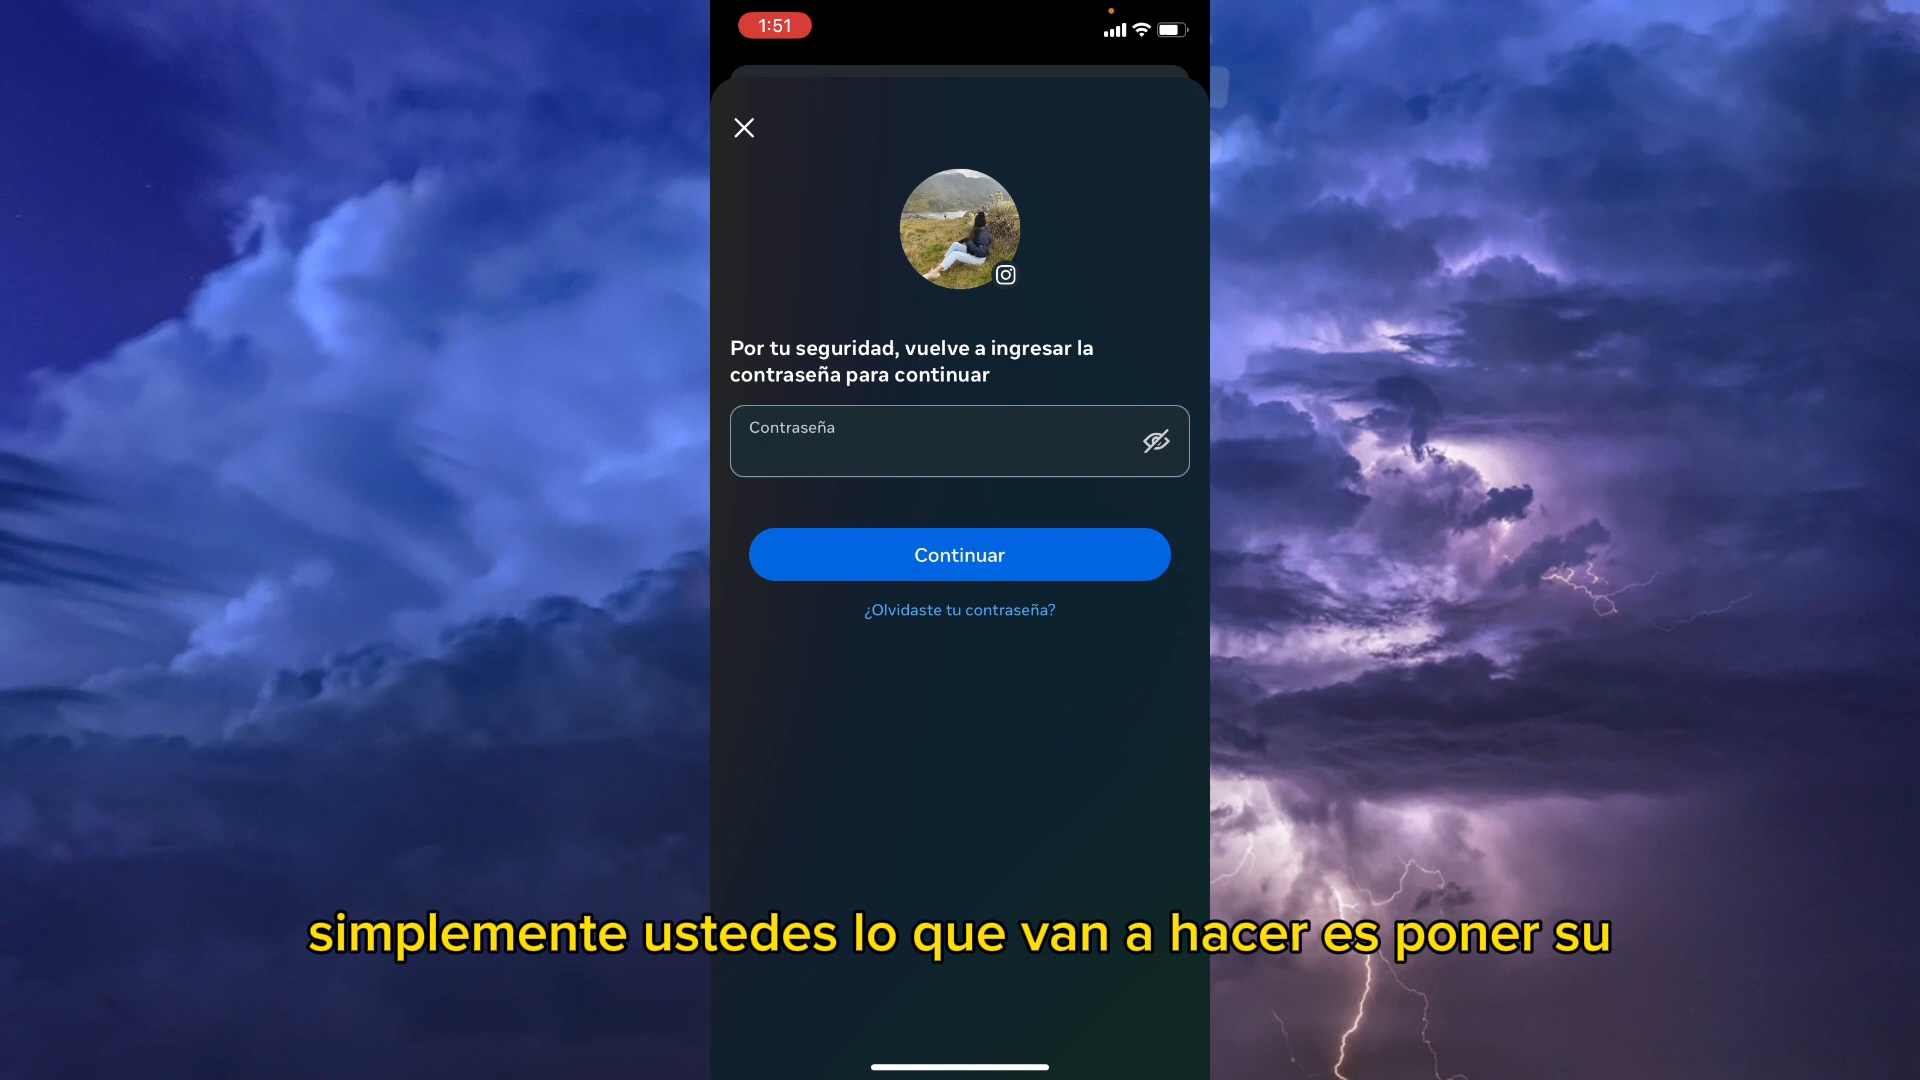 1:51
Por tu seguridad, vuelve a ingresar la
contraseña para continuar
Contraseña
Continuar
¿Olvidaste tu contraseña?
simplemente ustedes lo que van a hacer es poner su